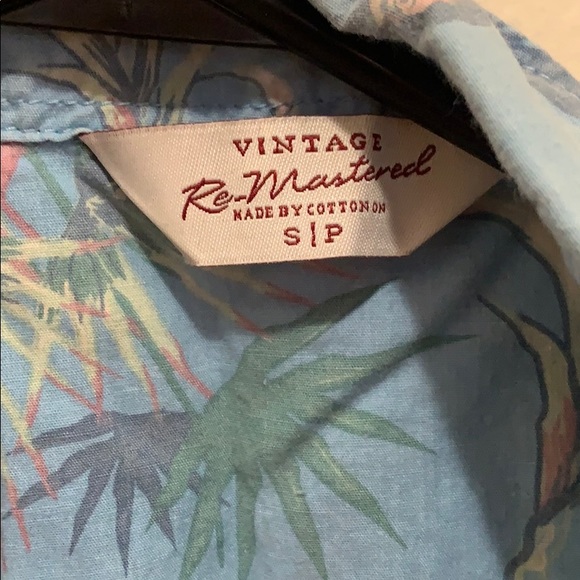 VINTAGE
Re-Mastered
MADE BY COTTON ON
S|P